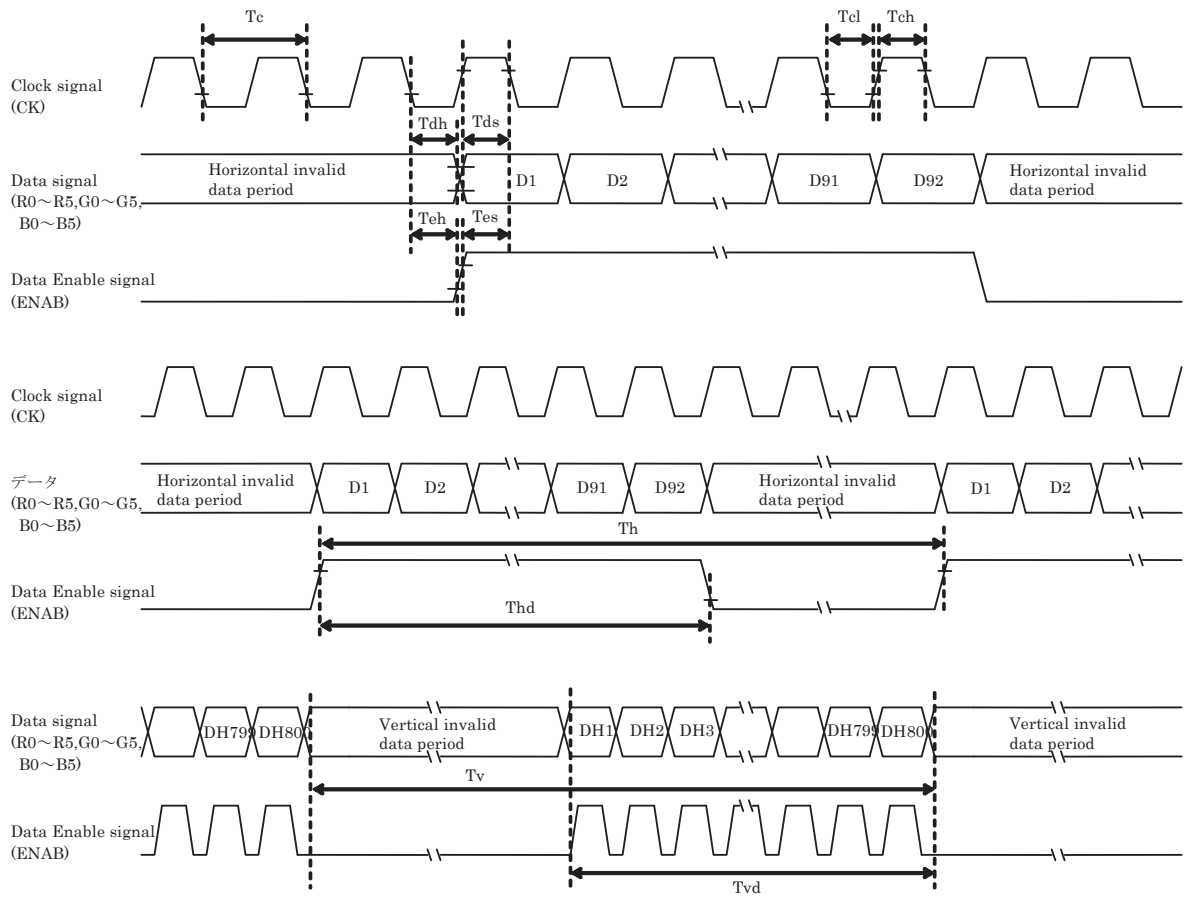 Tc
Tcl
Tch
Clock signal
(CK)
Tdh
Tds
Data signal
(R0～R5,G0～G5,
B0～B5)
Horizontal invalid
data period
D1
D2
D91
D92
Horizontal invalid
data period
Teh
Tes
Data Enable signal
(ENAB)
Clock signal
(CK)
データ
(R0～R5,G0～G5,
B0～B5)
Horizontal invalid
data period
D1
D2
D91
D92
Horizontal invalid
data period
D1
D2
Th
Data Enable signal
(ENAB)
Thd
Data signal
(R0～R5,G0～G5,
B0～B5)
DH799
DH80
Vertical invalid
data period
DH1
DH2
DH3
DH799
DH800
Vertical invalid
data period
Tv
Data Enable signal
(ENAB)
Tvd